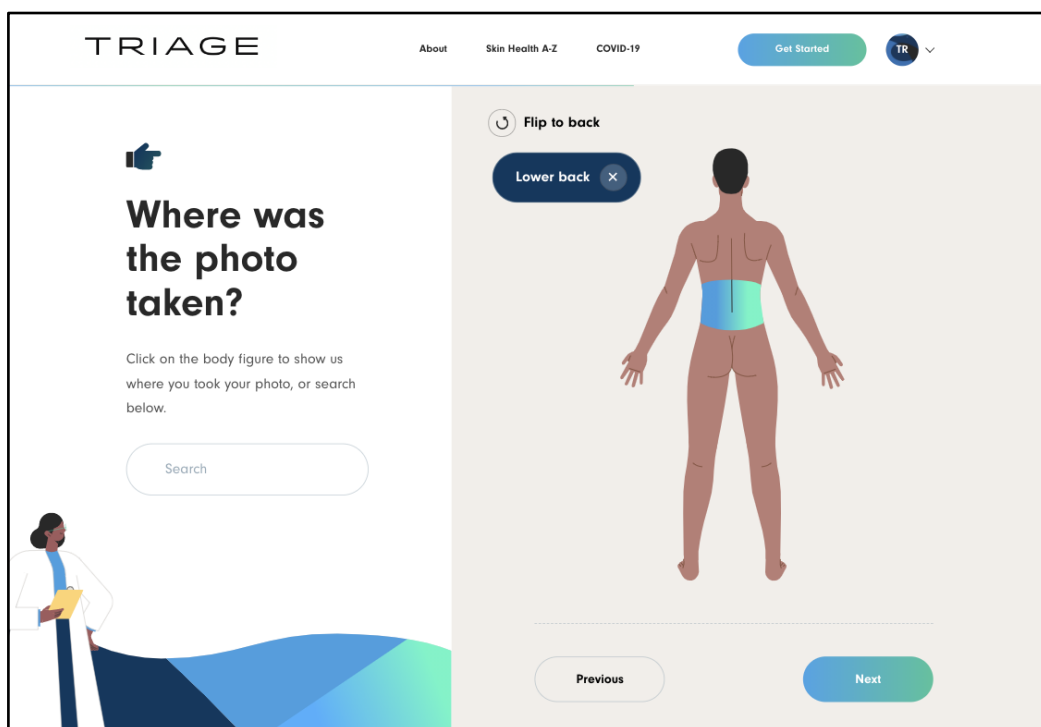 TRIAGE
About
Skin Health A-Z
COVID-19
Get Started
TR
Where was
the photo
taken?
Click on the body figure to show us
where you took your photo, or search
below.
Search
Flip to back
Lower back
Previous
Next